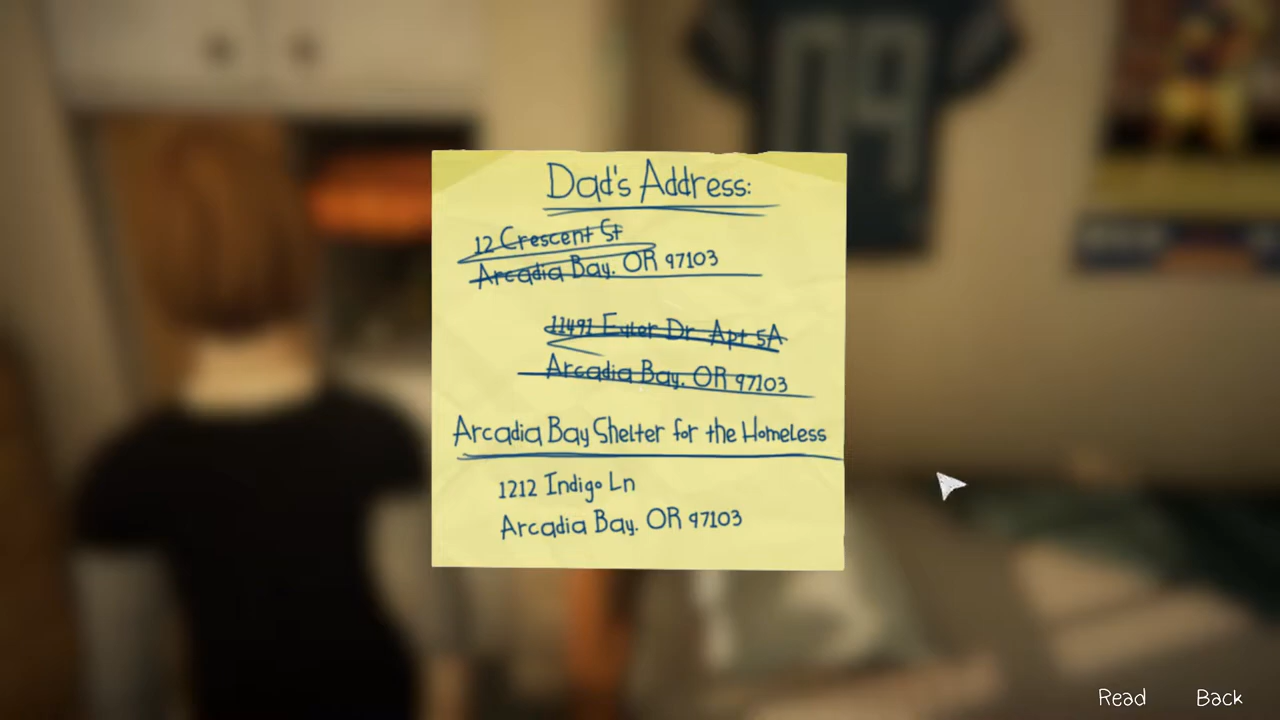 09
Dad's Address:
12 Crescent St
Arcadia Bay. OR 97103
11491 Dr Apt 5A
Arcadia Bay. OR 97103
Arcadia Bay Shelter for the Homeless
1212 Indigo Ln
Arcadia Bay. OR 97103
Read Back